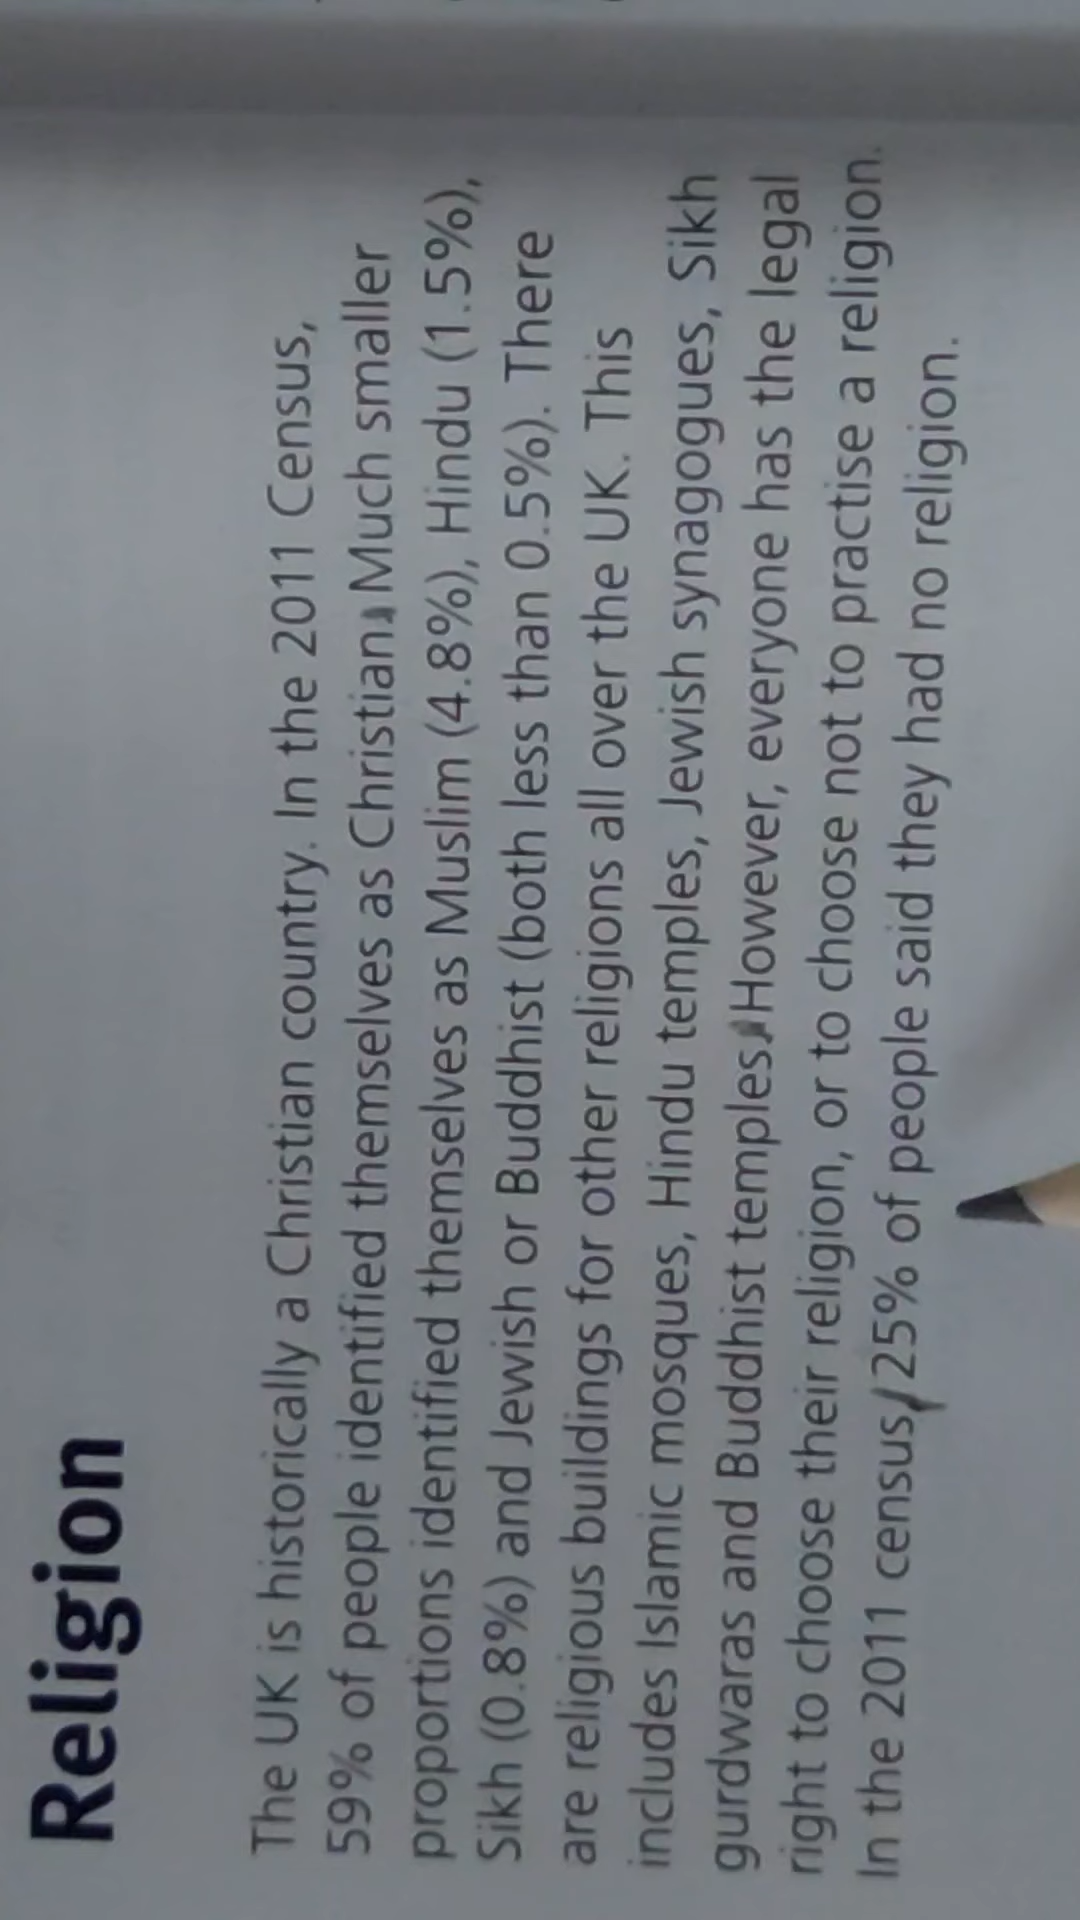 Religion
The UK is historically a Christian country. In the 2011 Census,
59% of people identified themselves as Christian. Much smaller
proportions identified themselves as Muslim (4.8%), Hindu (1.5%),
Sikh (0.8%) and Jewish or Buddhist (both less than 0.5%). There
are religious buildings for other religions all over the UK. This
includes Islamic mosques, Hindu temples, Jewish synagogues, Sikh
gurdwaras and Buddhist temples. However, everyone has the legal
right to choose their religion, or to choose not to practise a religion.
In the 2011 census, 25% of people said they had no religion.